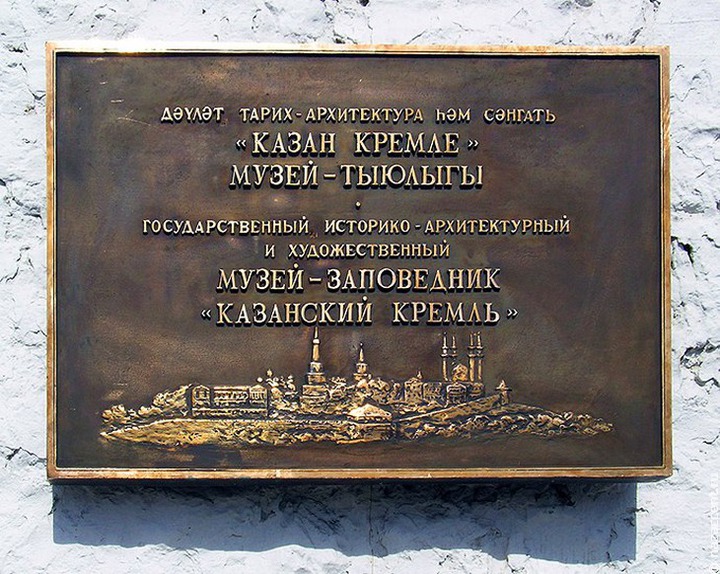 ДӘҮЛӘТ ТАРИХ-АРХИТЕКТУРА ҺӘМ СӘНГАТЬ
«КАЗАН КРЕМЛЕ»
МУЗЕЙ-ТЫЮЛЫГЫ
•
ГОСУДАРСТВЕННЫЙ ИСТОРИКО-АРХИТЕКТУРНЫЙ
И ХУДОЖЕСТВЕННЫЙ
МУЗЕЙ-ЗАПОВЕДНИК
«КАЗАНСКИЙ КРЕМЛЬ»